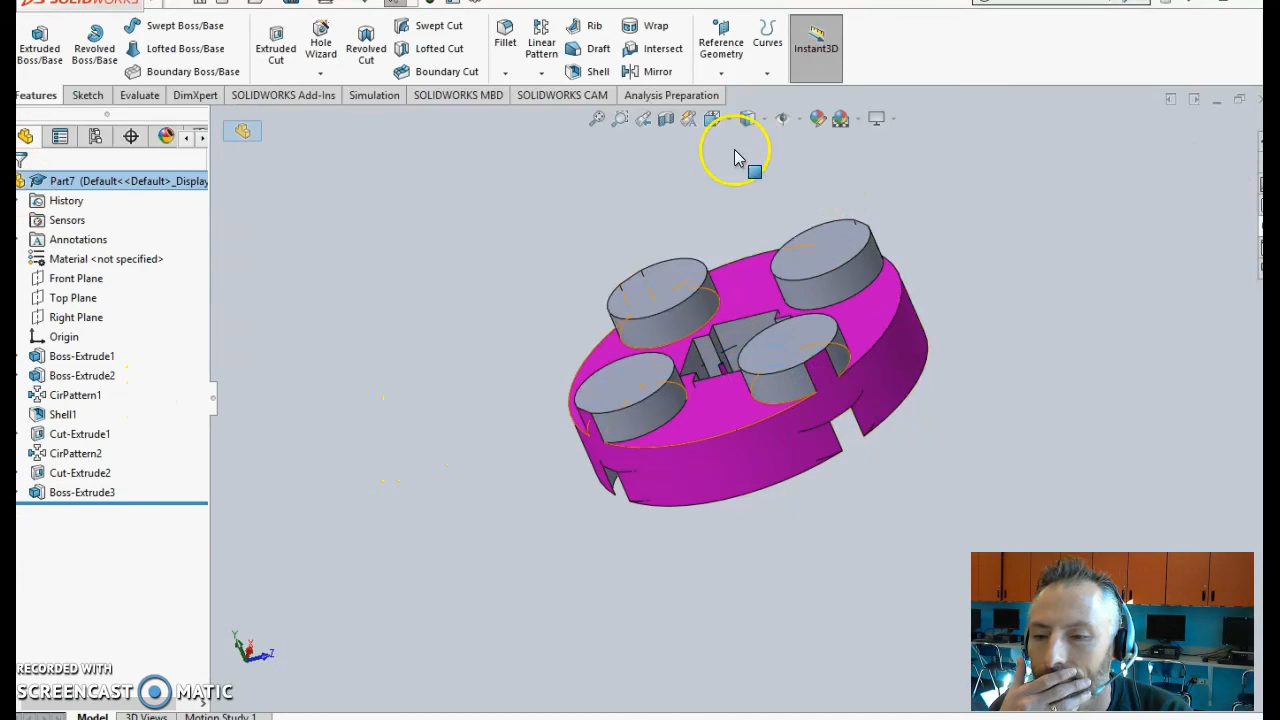 SOLIDWORKS
Extruded Boss/Base
Revolved Boss/Base
Swept Boss/Base
Lofted Boss/Base
Boundary Boss/Base
Extruded Cut
Hole Wizard
Revolved Cut
Swept Cut
Lofted Cut
Boundary Cut
Fillet
Linear Pattern
Rib
Draft
Shell
Wrap
Intersect
Mirror
Reference Geometry
Curves
Instant3D
Features
Sketch
Evaluate
DimXpert
SOLIDWORKS Add-Ins
Simulation
SOLIDWORKS MBD
SOLIDWORKS CAM
Analysis Preparation
Part7 (Default<<Default>_Display
History
Sensors
Annotations
Material <not specified>
Front Plane
Top Plane
Right Plane
Origin
Boss-Extrude1
Boss-Extrude2
CirPattern1
Shell1
Cut-Extrude1
CirPattern2
Cut-Extrude2
Boss-Extrude3
Y
X
Z
RECORDED WITH
SCREENCAST MATIC
Model
3D Views
Motion Study 1